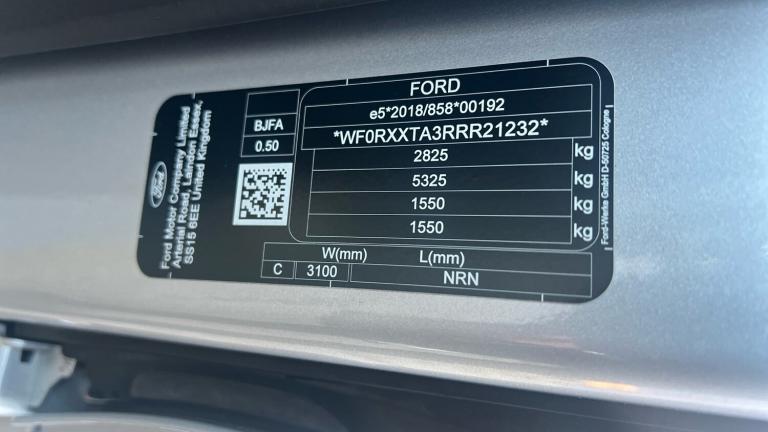 Ford
Ford Motor Company Limited
Arterial Road, Laindon Essex,
SS15 6EE United Kingdom
BJFA
0.50
FORD
e5*2018/858*00192
*WF0RXXTA3RRR21232*
2825 kg
5325 kg
1550 kg
1550 kg
Ford-Werke GmbH D-50725 Cologne
W(mm) L(mm)
C 3100 NRN